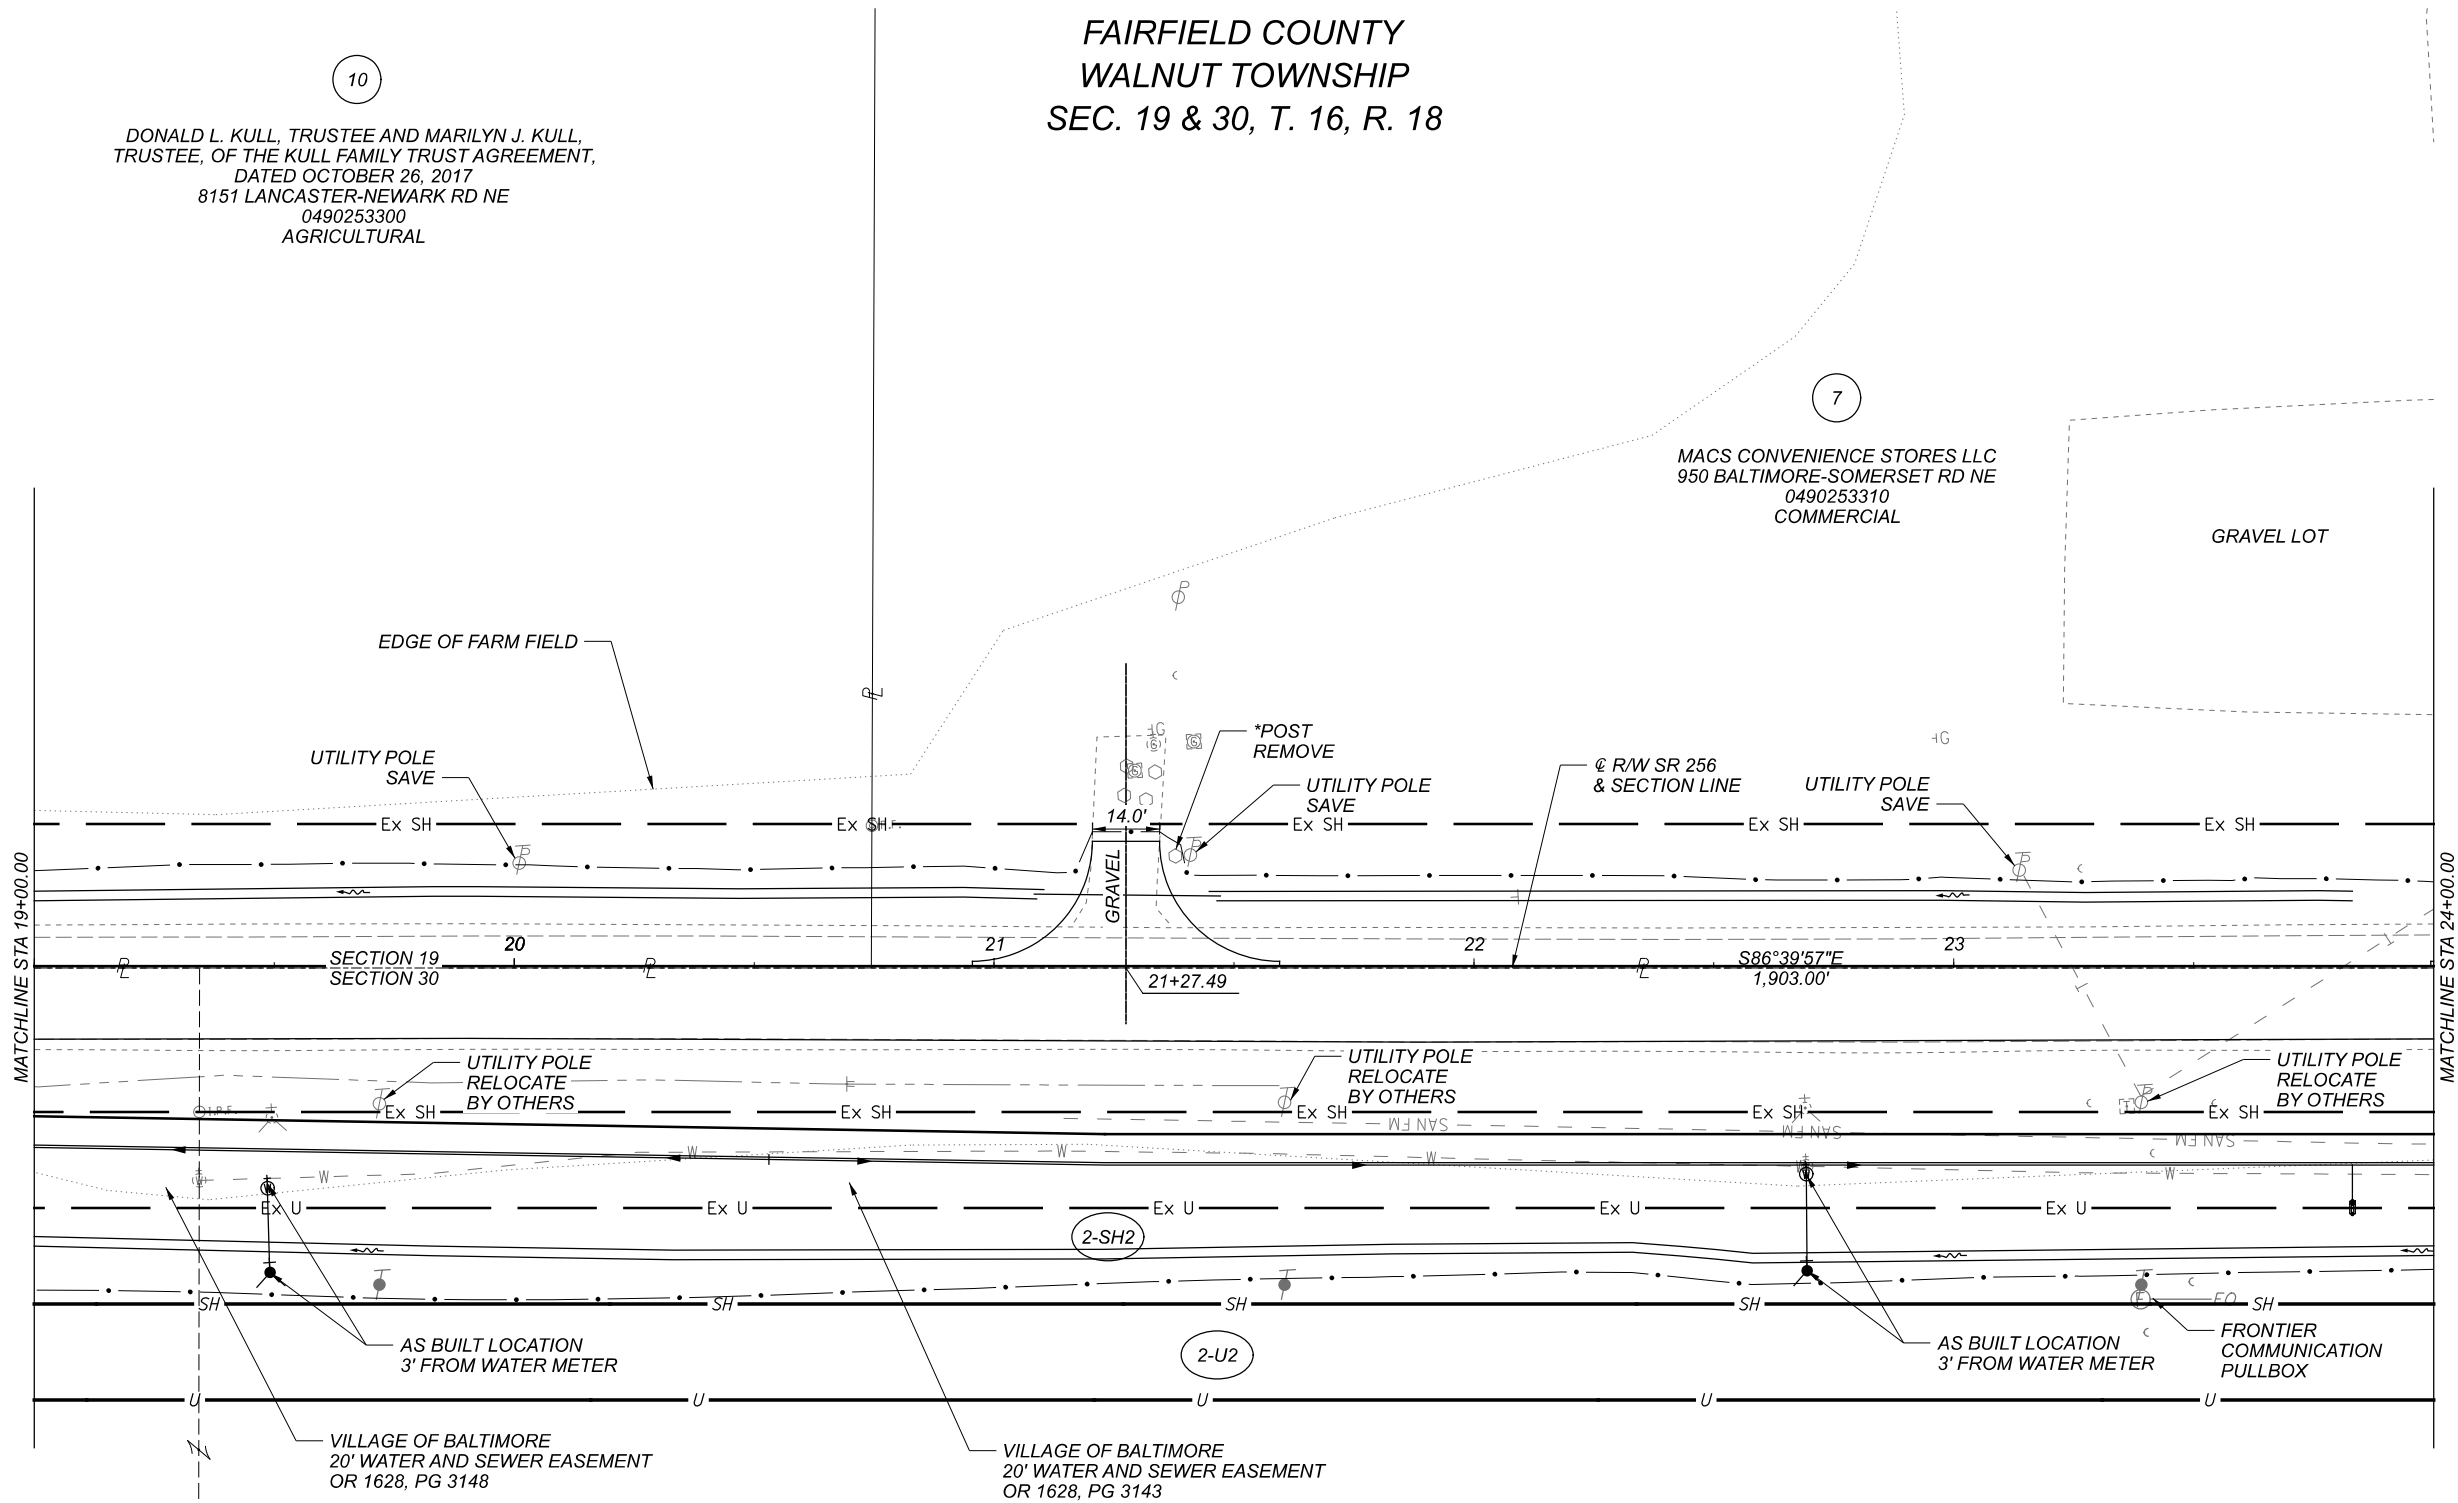 FAIRFIELD COUNTY
WALNUT TOWNSHIP
SEC. 19 & 30, T. 16, R. 18
10
DONALD L. KULL, TRUSTEE AND MARILYN J. KULL,
TRUSTEE, OF THE KULL FAMILY TRUST AGREEMENT,
DATED OCTOBER 26, 2017
8151 LANCASTER-NEWARK RD NE
0490253300
AGRICULTURAL
7
MACS CONVENIENCE STORES LLC
950 BALTIMORE-SOMERSET RD NE
0490253310
COMMERCIAL
GRAVEL LOT
EDGE OF FARM FIELD
P
PL
UTILITY POLE
SAVE
G
G
*POST
REMOVE
UTILITY POLE
SAVE
℄ R/W SR 256
& SECTION LINE
UTILITY POLE
SAVE
14.0'
Ex SH
Ex SH
Ex SH
Ex SH
Ex SH
P
P
P
GRAVEL
MATCHLINE STA 19+00.00
MATCHLINE STA 24+00.00
20
21
22
23
SECTION 19
SECTION 30
PL
PL
PL
S86°39'57"E
1,903.00'
21+27.49
UTILITY POLE
RELOCATE
BY OTHERS
UTILITY POLE
RELOCATE
BY OTHERS
UTILITY POLE
RELOCATE
BY OTHERS
I.P.F.
Ex SH
Ex SH
Ex SH
Ex SH
Ex SH
SAN FM
SAN FM
SAN FM
W
W
W
W
W
Ex U
Ex U
Ex U
Ex U
Ex U
2-SH2
SH
SH
SH
SH
SH
FO
AS BUILT LOCATION
3' FROM WATER METER
2-U2
AS BUILT LOCATION
3' FROM WATER METER
FRONTIER
COMMUNICATION
PULLBOX
U
U
U
U
U
VILLAGE OF BALTIMORE
20' WATER AND SEWER EASEMENT
OR 1628, PG 3148
VILLAGE OF BALTIMORE
20' WATER AND SEWER EASEMENT
OR 1628, PG 3143